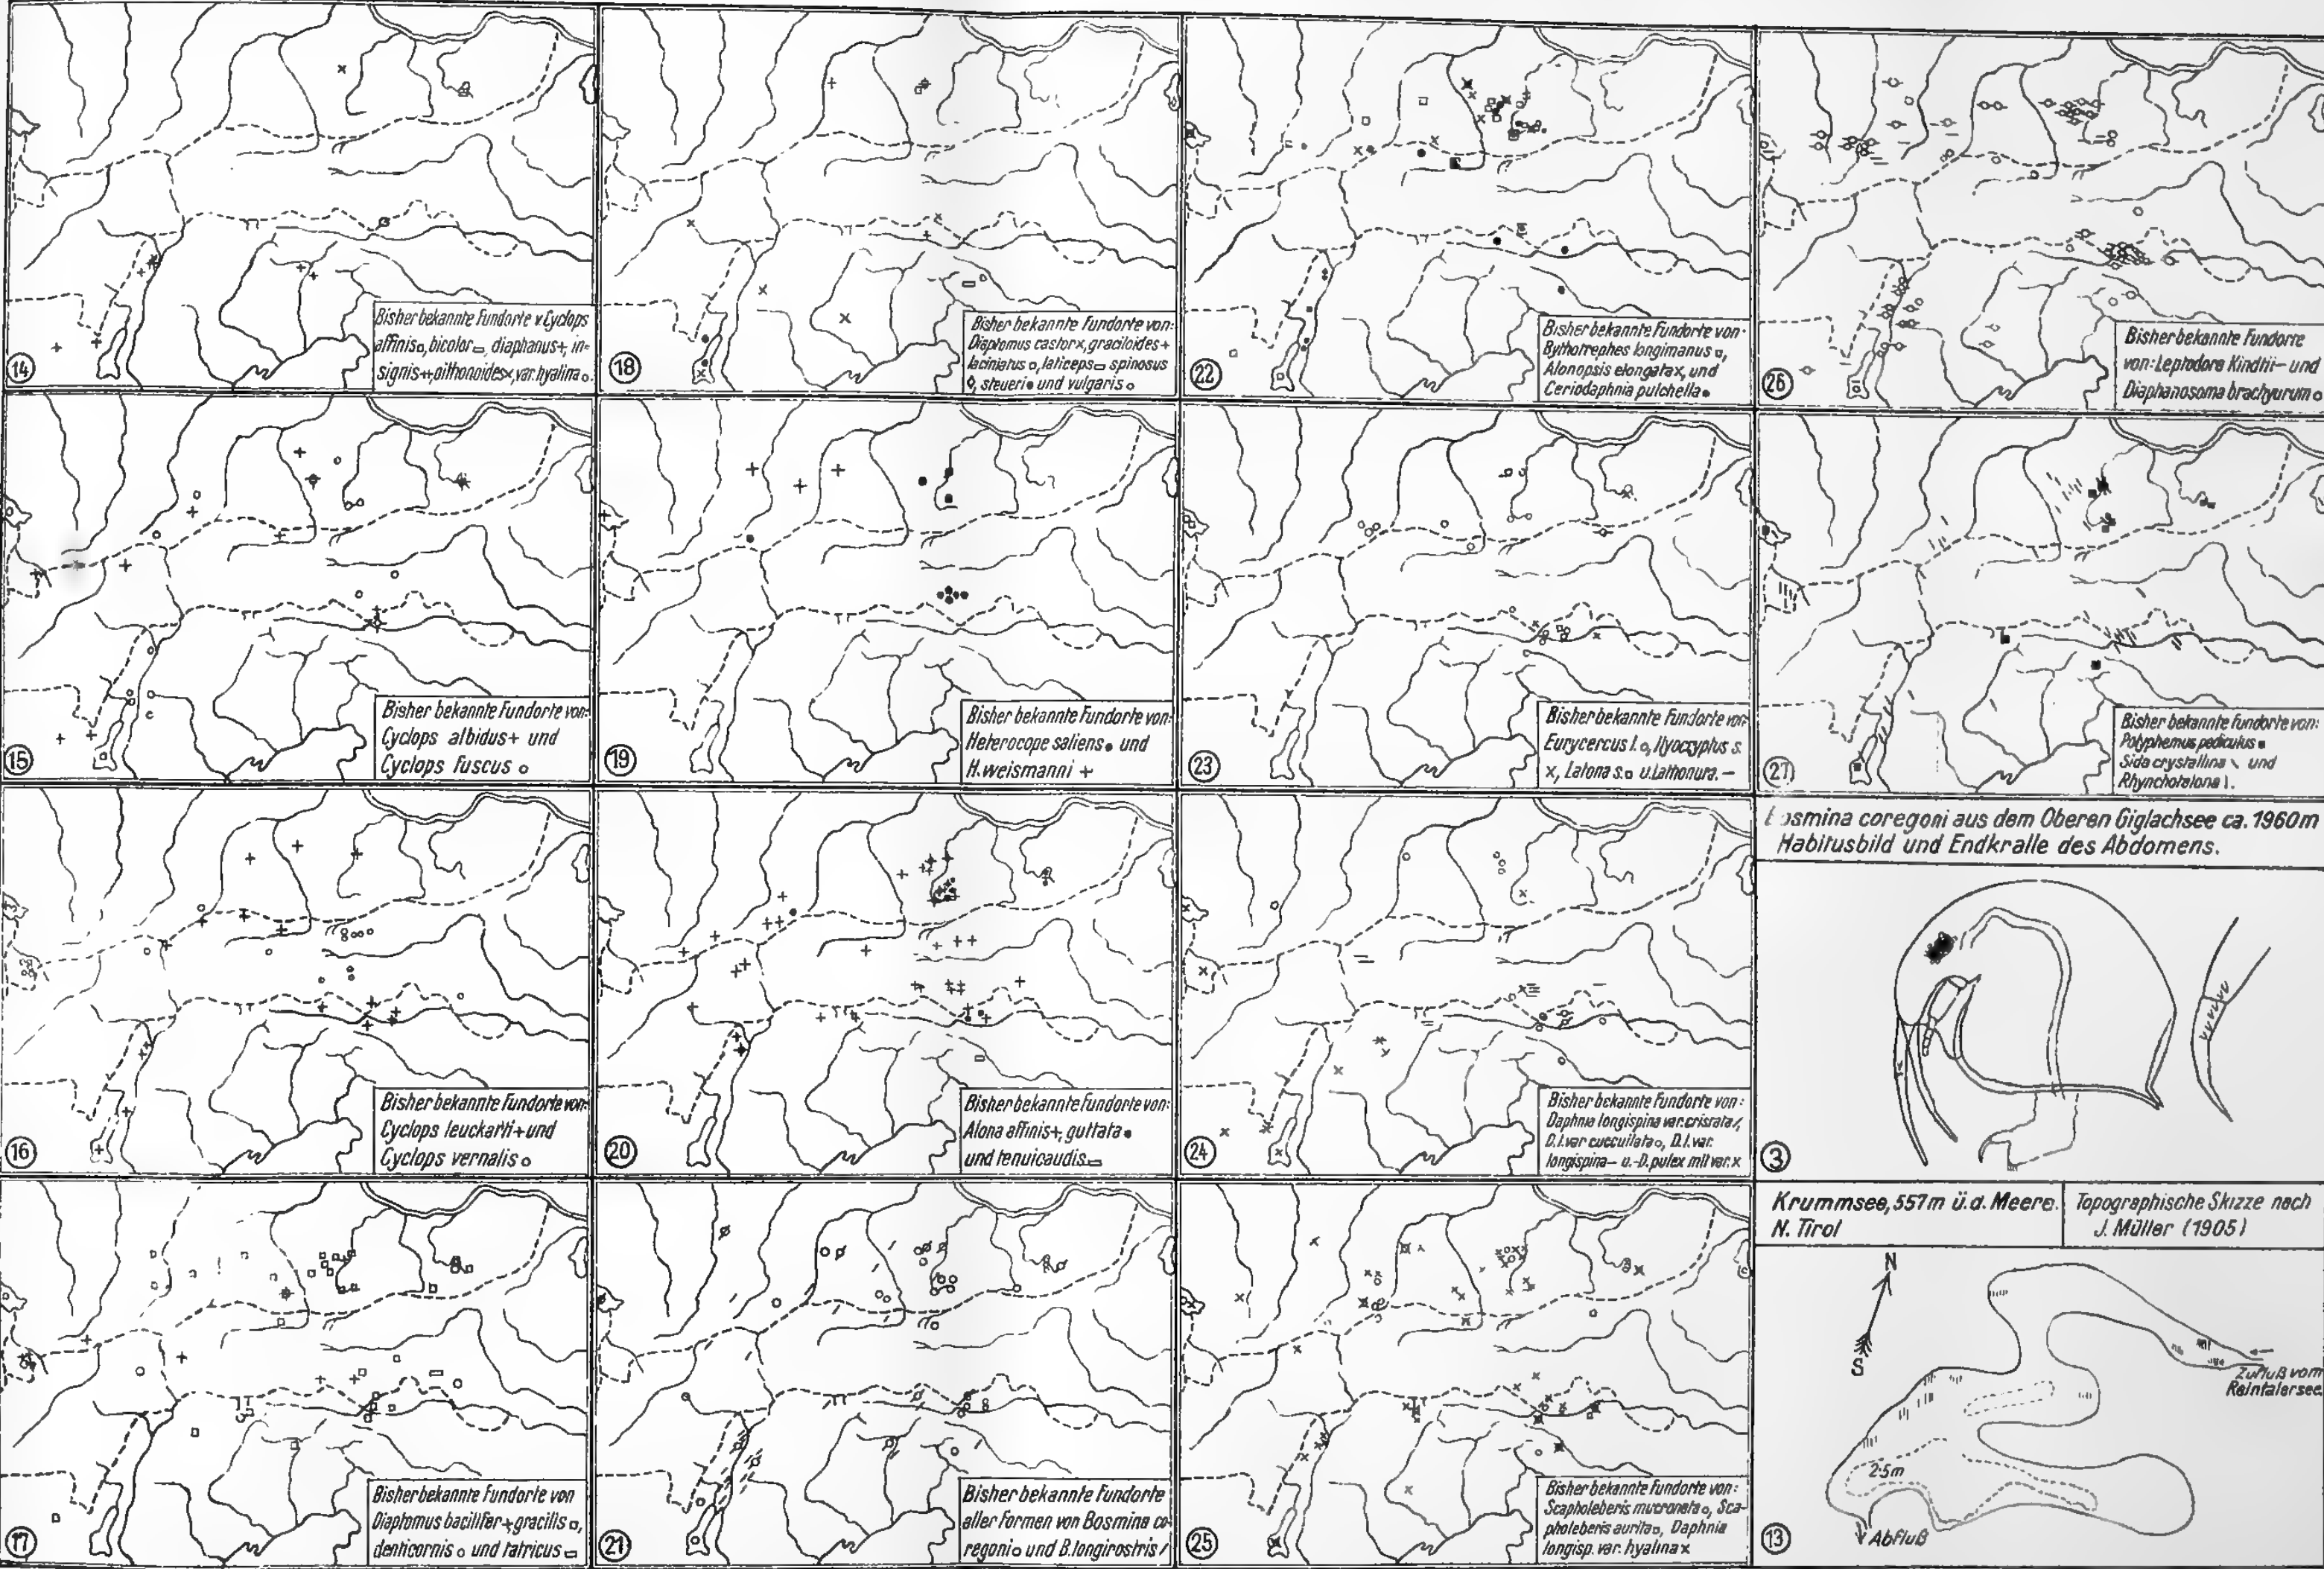 Bisher bekannte Fundorte v. Cyclops
affinis□, bicolor▭, diaphanus+, in-
signis++, oithonoides×, var. hyalina○.
14
Bisher bekannte Fundorte von:
Diaptomus castor×, graciloides+
laciniatus□, laticeps▭ spinosus
◊, steueri● und vulgaris○
18
Bisher bekannte Fundorte von:
Bythotrephes longimanus□,
Alonopsis elongata×, und
Ceriodaphnia pulchella●
22
Bisher bekannte Fundorte
von: Leptodora Kindtii— und
Diaphanosoma brachyurum○
26
Bisher bekannte Fundorte von:
Cyclops albidus+ und
Cyclops fuscus○
15
Bisher bekannte Fundorte von:
Heterocope saliens● und
H. weismanni +
19
Bisher bekannte Fundorte von
Eurycercus l.○, Ilyocryptus s.
×, Latona s.□ u. Lathonura.—
23
Bisher bekannte Fundorte von:
Polyphemus pediculus■
Sida crystallina \ und
Rhynchotalona l.
27
Bisher bekannte Fundorte von:
Cyclops leuckarti+ und
Cyclops vernalis○
16
Bisher bekannte Fundorte von:
Alona affinis+, guttata●
und tenuicaudis▭
20
Bisher bekannte Fundorte von:
Daphnia longispina var. cristata/,
D.l. var cuccullata○, D.l. var.
longispina— u.-D. pulex mit var.×
24
Bosmina coregoni aus dem Oberen Giglachsee ca. 1960m
Habitusbild und Endkralle des Abdomens.
3
Bisher bekannte Fundorte von
Diaptomus bacillifer+ gracilis□,
denticornis○ und tatricus▭
17
Bisher bekannte Fundorte
aller Formen von Bosmina co-
regoni○ und B. longirostris/
21
Bisher bekannte Fundorte von:
Scapholeberis mucronata○, Sca-
pholeberis aurita□, Daphnia
longisp. var. hyalina×
25
Krummsee, 557m ü.d. Meere.
N. Tirol
Topographische Skizze nach
J. Müller (1905)
N
S
Zufluß vom
Reintalersee
2·5m
Abfluß
13